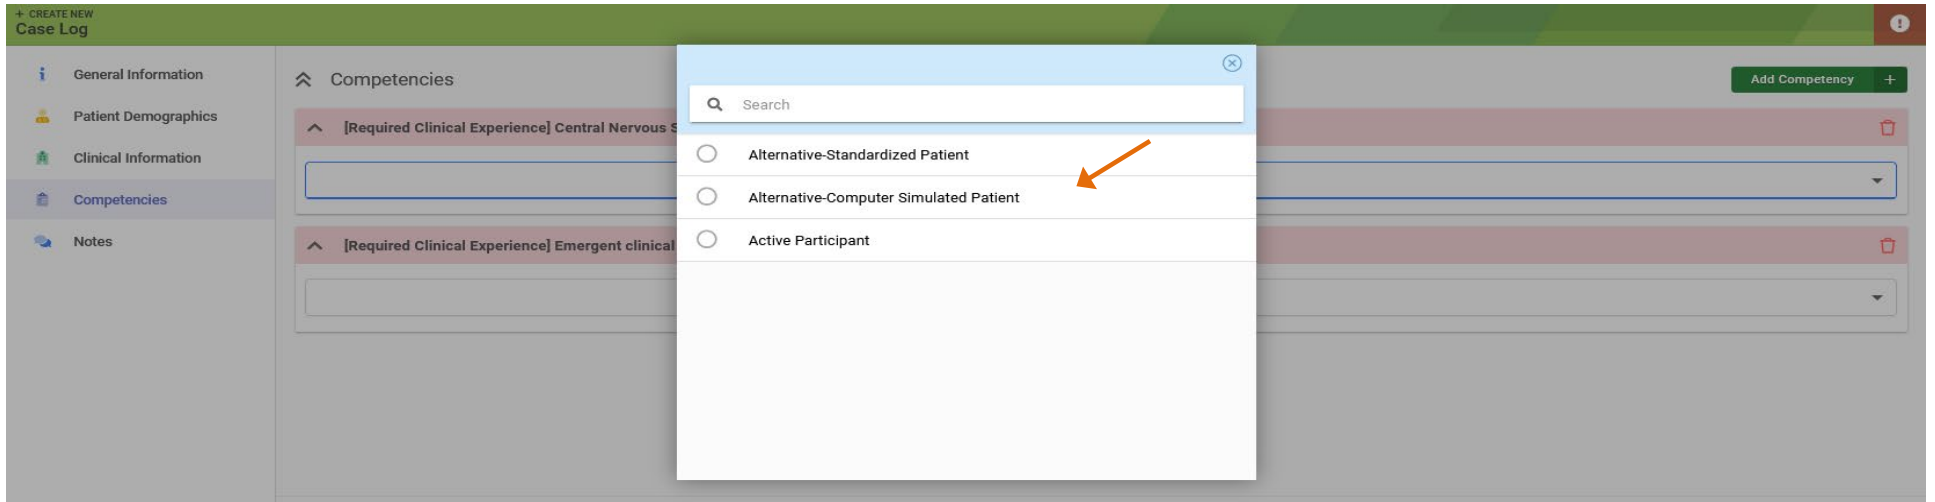 + CREATE NEW
Case Log
General Information
Patient Demographics
Clinical Information
Competencies
Notes
Competencies
Add Competency +
[Required Clinical Experience] Central Nervous
[Required Clinical Experience] Emergent clinical
Search
Alternative-Standardized Patient
Alternative-Computer Simulated Patient
Active Participant